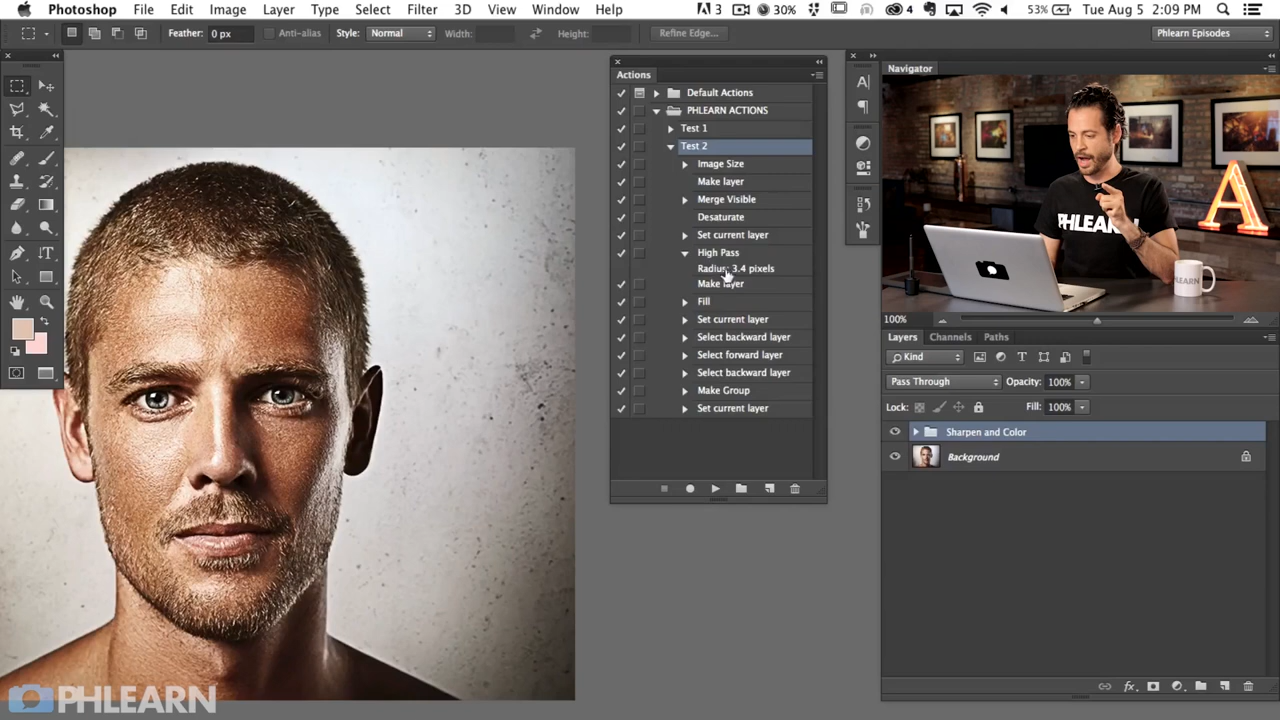 Photoshop File Edit Image Layer Type Select Filter 3D View Window Help 3 30% 4 53% Tue Aug 5 2:09 PM
Feather: 0 px Anti-alias Style: Normal Width: Height: Refine Edge... Phlearn Episodes
Actions
Default Actions
PHLEARN ACTIONS
Test 1
Test 2
Image Size
Make layer
Merge Visible
Desaturate
Set current layer
High Pass
Radius: 3.4 pixels
Make layer
Fill
Set current layer
Select backward layer
Select forward layer
Select backward layer
Make Group
Set current layer
Navigator
PHLEARN
A
PHLEARN
100%
Layers Channels Paths
Kind
Pass Through Opacity: 100%
Lock: Fill: 100%
Sharpen and Color
Background
fx
PHLEARN